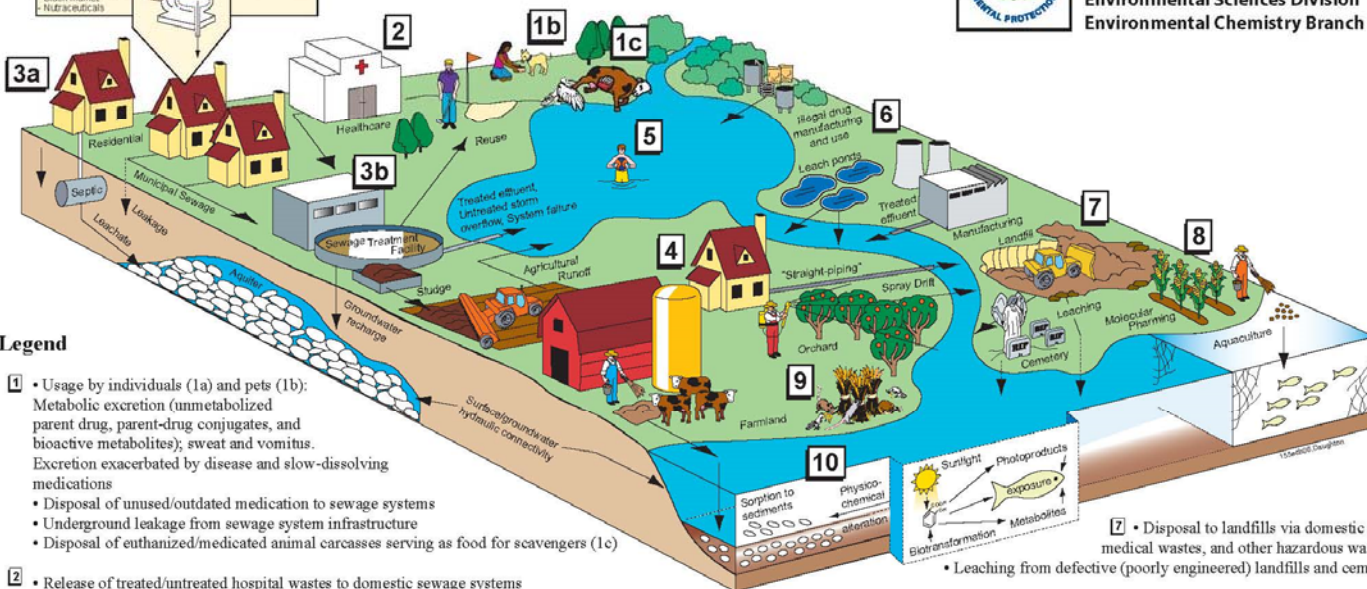 • Nutraceuticals
ENTAL PROTECTIO
Environmental Sciences Division
Environmental Chemistry Branch
1b
1c
2
3a
Healthcare
Residential
Reuse
Illegal drug
manufacturing
and use
6
5
Leach ponds
3b
Septic
Municipal Sewage
Leakage
Leachate
Treated effluent,
Untreated storm
overflow, System failure
Sewage Treatment
Facility
Treated
effluent
Manufacturing
7
Landfill
8
4
Agricultural
Runoff
Sludge
"Straight-piping"
Spray Drift
Leaching
Molecular
Pharming
Aquifer
Groundwater
recharge
Orchard
RIP
RIP
Cemetery
Aquaculture
9
Farmland
Surface/groundwater
hydraulic connectivity
10
Sorption to
sediments
Physico-
chemical
alteration
Sunlight
Photoproducts
exposure
Metabolites
Biotransformation
Legend
1 • Usage by individuals (1a) and pets (1b):
Metabolic excretion (unmetabolized
parent drug, parent-drug conjugates, and
bioactive metabolites); sweat and vomitus.
Excretion exacerbated by disease and slow-dissolving
medications
• Disposal of unused/outdated medication to sewage systems
• Underground leakage from sewage system infrastructure
• Disposal of euthanized/medicated animal carcasses serving as food for scavengers (1c)
2 • Release of treated/untreated hospital wastes to domestic sewage systems
7 • Disposal to landfills via domestic
medical wastes, and other hazardous wa
• Leaching from defective (poorly engineered) landfills and cem